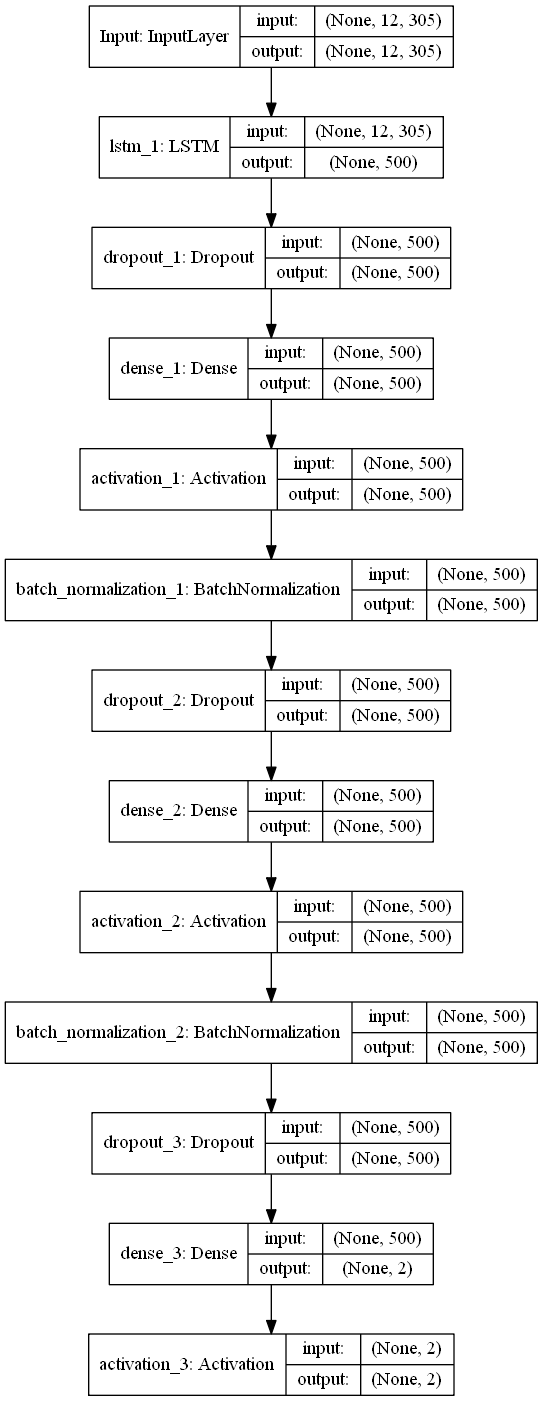 Input: InputLayer
input: (None, 12, 305)
output: (None, 12, 305)
lstm_1: LSTM
input: (None, 12, 305)
output: (None, 500)
dropout_1: Dropout
input: (None, 500)
output: (None, 500)
dense_1: Dense
input: (None, 500)
output: (None, 500)
activation_1: Activation
input: (None, 500)
output: (None, 500)
batch_normalization_1: BatchNormalization
input: (None, 500)
output: (None, 500)
dropout_2: Dropout
input: (None, 500)
output: (None, 500)
dense_2: Dense
input: (None, 500)
output: (None, 500)
activation_2: Activation
input: (None, 500)
output: (None, 500)
batch_normalization_2: BatchNormalization
input: (None, 500)
output: (None, 500)
dropout_3: Dropout
input: (None, 500)
output: (None, 500)
dense_3: Dense
input: (None, 500)
output: (None, 2)
activation_3: Activation
input: (None, 2)
output: (None, 2)